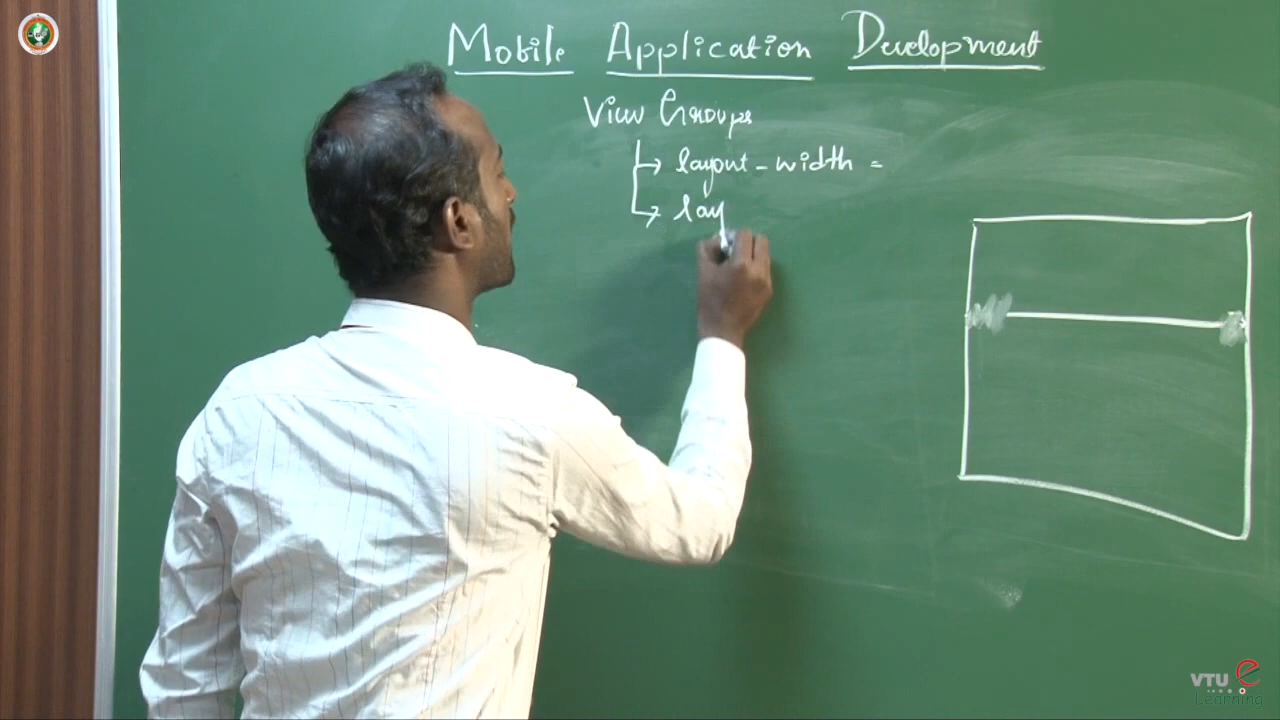 Mobile Application Development
View Groups
→ layout-width =
→ lay
VTU e
Learning